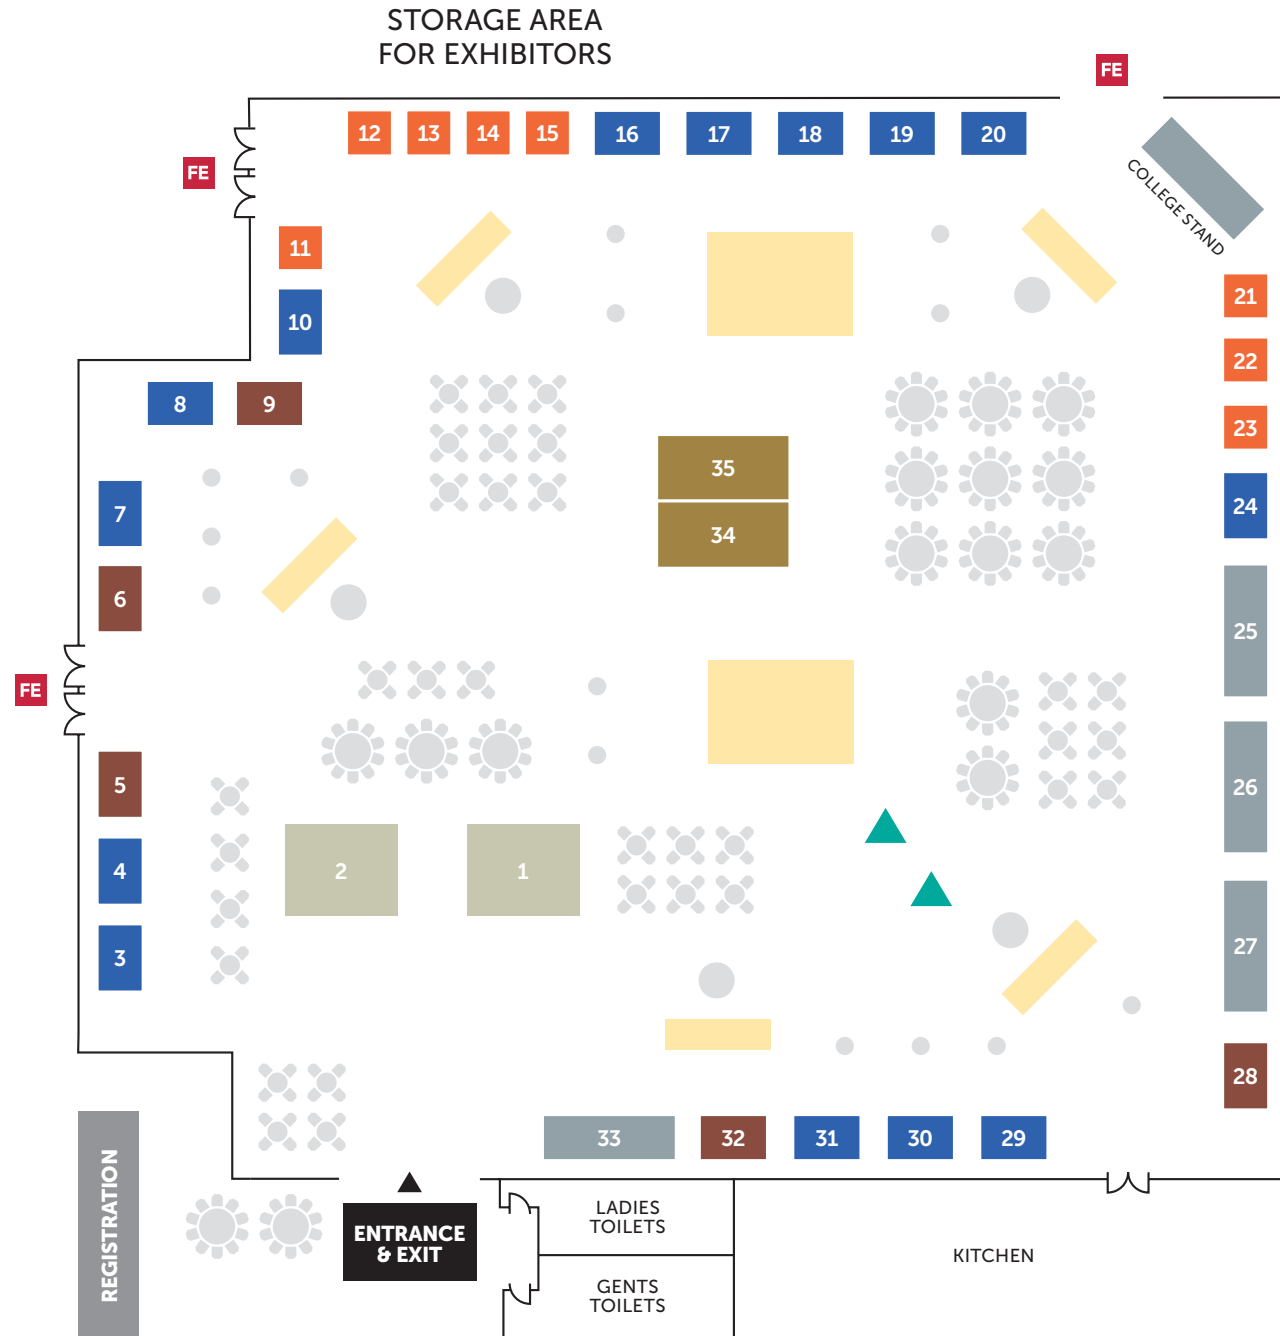 STORAGE AREA
FOR EXHIBITORS
FE
12
13
14
15
16
17
18
19
20
FE
COLLEGE STAND
11
10
21
22
23
8
9
35
34
24
7
6
25
FE
5
26
4
2
1
3
27
28
33
32
31
30
29
REGISTRATION
ENTRANCE
& EXIT
LADIES
TOILETS
GENTS
TOILETS
KITCHEN